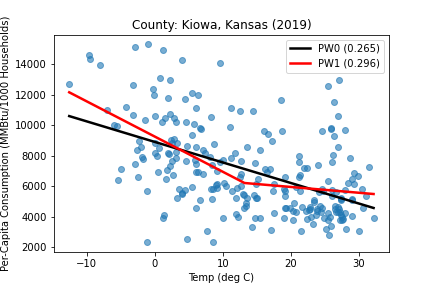 County: Kiowa, Kansas (2019)
Per-Capita Consumption (MMBtu/1000 Households)
14000
12000
10000
8000
6000
4000
2000
PW0 (0.265)
PW1 (0.296)
−10
0
10
20
30
Temp (deg C)